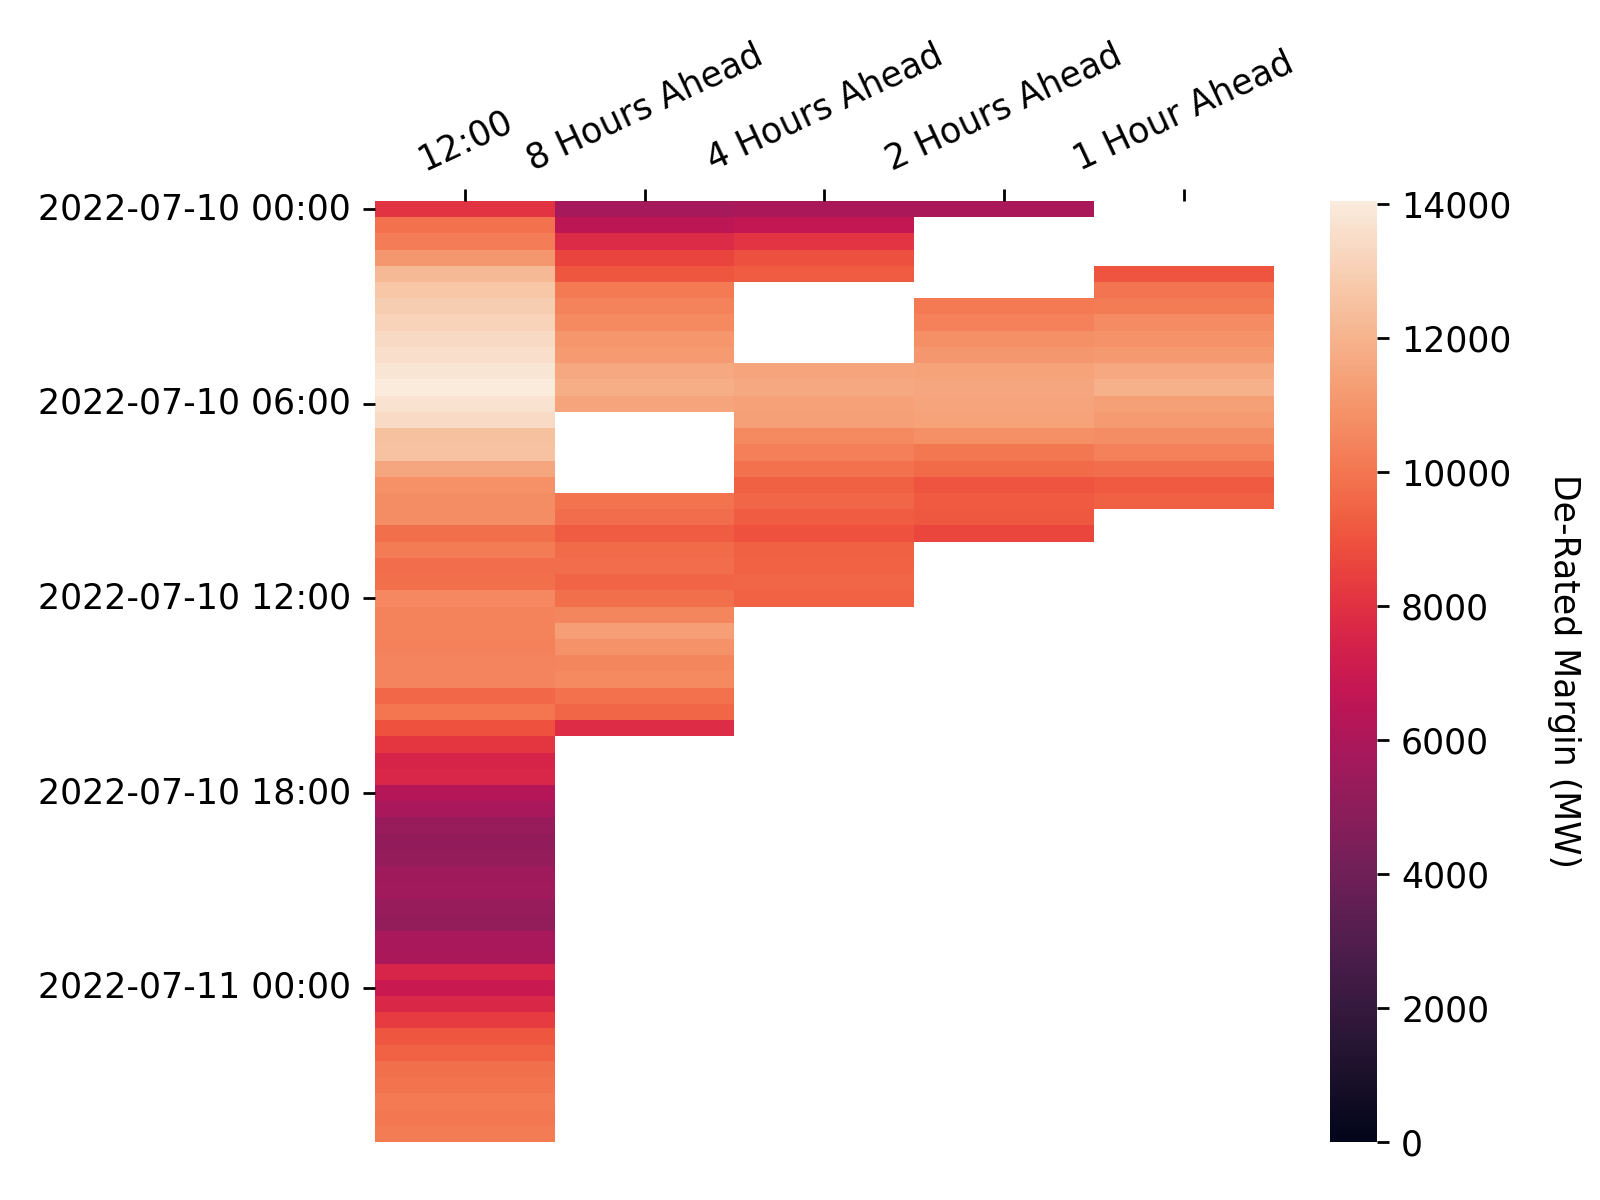 12:00
8 Hours Ahead
4 Hours Ahead
2 Hours Ahead
1 Hour Ahead
2022-07-10 00:00
2022-07-10 06:00
2022-07-10 12:00
2022-07-10 18:00
2022-07-11 00:00
14000
12000
10000
8000
6000
4000
2000
0
De-Rated Margin (MW)